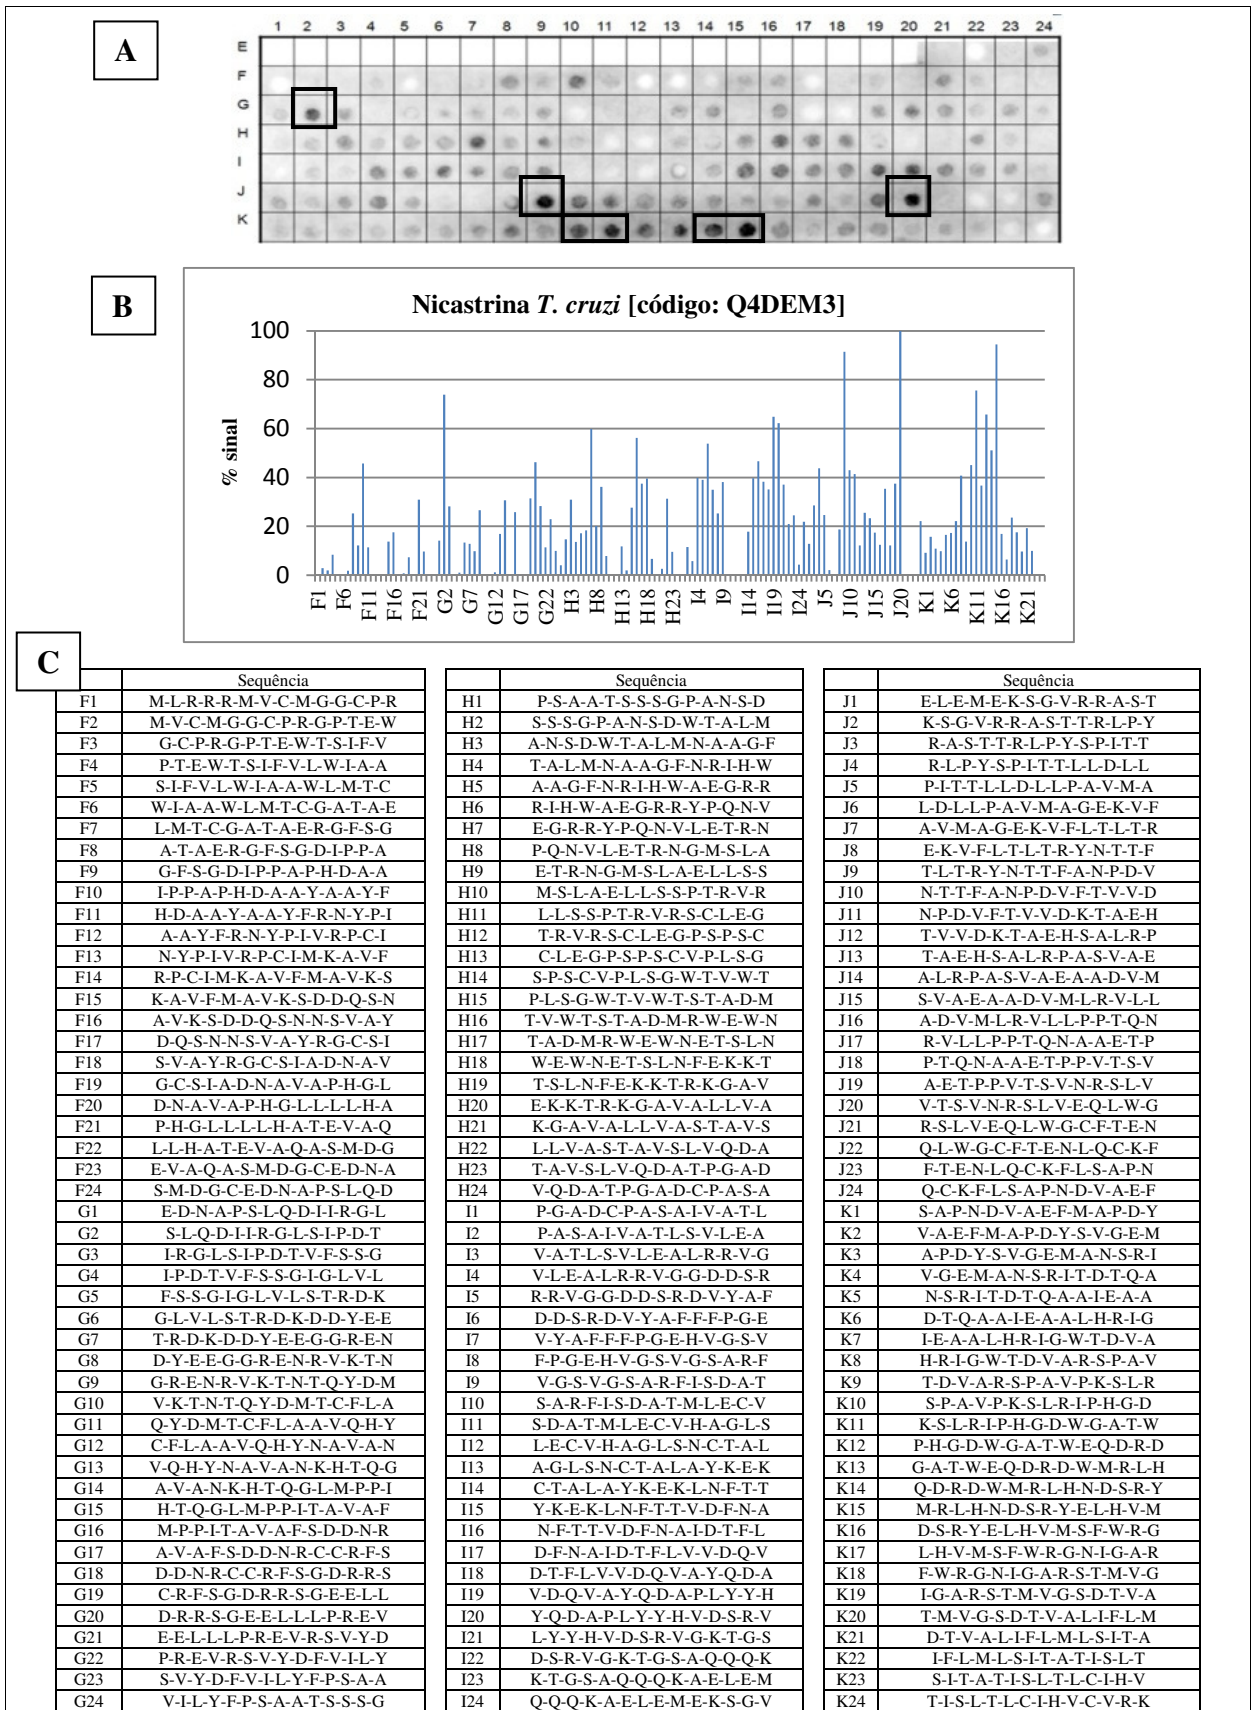 A
1 2 3 4 5 6 7 8 9 10 11 12 13 14 15 16 17 18 19 20 21 22 23 24
E
F
G
H
I
J
K
B
Nicastrina T. cruzi [código: Q4DEM3]
100
80
60
40
20
0
% sinal
F1 F6 F11 F16 F21 G2 G7 G12 G17 G22 H3 H8 H13 H18 H23 I4 I9 I14 I19 I24 J5 J10 J15 J20 K1 K6 K11 K16 K21
C
Sequência Sequência Sequência
F1 M-L-R-R-R-M-V-C-M-G-G-C-P-R H1 P-S-A-A-T-S-S-S-G-P-A-N-S-D J1 E-L-E-M-E-K-S-G-V-R-R-A-S-T
F2 M-V-C-M-G-G-C-P-R-G-P-T-E-W H2 S-S-S-G-P-A-N-S-D-W-T-A-L-M J2 K-S-G-V-R-R-A-S-T-T-R-L-P-Y
F3 G-C-P-R-G-P-T-E-W-T-S-I-F-V H3 A-N-S-D-W-T-A-L-M-N-A-A-G-F J3 R-A-S-T-T-R-L-P-Y-S-P-I-T-T
F4 P-T-E-W-T-S-I-F-V-L-W-I-A-A H4 T-A-L-M-N-A-A-G-F-N-R-I-H-W J4 R-L-P-Y-S-P-I-T-T-L-L-D-L-L
F5 S-I-F-V-L-W-I-A-A-W-L-M-T-C H5 A-A-G-F-N-R-I-H-W-A-E-G-R-R J5 P-I-T-T-L-L-D-L-L-P-A-V-M-A
F6 W-I-A-A-W-L-M-T-C-G-A-T-A-E H6 R-I-H-W-A-E-G-R-R-Y-P-Q-N-V J6 L-D-L-L-P-A-V-M-A-G-E-K-V-F
F7 L-M-T-C-G-A-T-A-E-R-G-F-S-G H7 E-G-R-R-Y-P-Q-N-V-L-E-T-R-N J7 A-V-M-A-G-E-K-V-F-L-T-L-T-R
F8 A-T-A-E-R-G-F-S-G-D-I-P-P-A H8 P-Q-N-V-L-E-T-R-N-G-M-S-L-A J8 E-K-V-F-L-T-L-T-R-Y-N-T-T-F
F9 G-F-S-G-D-I-P-P-A-P-H-D-A-A H9 E-T-R-N-G-M-S-L-A-E-L-L-S-S J9 T-L-T-R-Y-N-T-T-F-A-N-P-D-V
F10 I-P-P-A-P-H-D-A-A-Y-A-A-Y-F H10 M-S-L-A-E-L-L-S-S-P-T-R-V-R J10 N-T-T-F-A-N-P-D-V-F-T-V-V-D
F11 H-D-A-A-Y-A-A-Y-F-R-N-Y-P-I H11 L-L-S-S-P-T-R-V-R-S-C-L-E-G J11 N-P-D-V-F-T-V-V-D-K-T-A-E-H
F12 A-A-Y-F-R-N-Y-P-I-V-R-P-C-I H12 T-R-V-R-S-C-L-E-G-P-S-P-S-C J12 T-V-V-D-K-T-A-E-H-S-A-L-R-P
F13 N-Y-P-I-V-R-P-C-I-M-K-A-V-F H13 C-L-E-G-P-S-P-S-C-V-P-L-S-G J13 T-A-E-H-S-A-L-R-P-A-S-V-A-E
F14 R-P-C-I-M-K-A-V-F-M-A-V-K-S H14 S-P-S-C-V-P-L-S-G-W-T-V-W-T J14 A-L-R-P-A-S-V-A-E-A-A-D-V-M
F15 K-A-V-F-M-A-V-K-S-D-D-Q-S-N H15 P-L-S-G-W-T-V-W-T-S-T-A-D-M J15 S-V-A-E-A-A-D-V-M-L-R-V-L-L
F16 A-V-K-S-D-D-Q-S-N-N-S-V-A-Y H16 T-V-W-T-S-T-A-D-M-R-W-E-W-N J16 A-D-V-M-L-R-V-L-L-P-P-T-Q-N
F17 D-Q-S-N-N-S-V-A-Y-R-G-C-S-I H17 T-A-D-M-R-W-E-W-N-E-T-S-L-N J17 R-V-L-L-P-P-T-Q-N-A-A-E-T-P
F18 S-V-A-Y-R-G-C-S-I-A-D-N-A-V H18 W-E-W-N-E-T-S-L-N-F-E-K-K-T J18 P-T-Q-N-A-A-E-T-P-P-V-T-S-V
F19 G-C-S-I-A-D-N-A-V-A-P-H-G-L H19 T-S-L-N-F-E-K-K-T-R-K-G-A-V J19 A-E-T-P-P-V-T-S-V-N-R-S-L-V
F20 D-N-A-V-A-P-H-G-L-L-L-L-H-A H20 E-K-K-T-R-K-G-A-V-A-L-L-V-A J20 V-T-S-V-N-R-S-L-V-E-Q-L-W-G
F21 P-H-G-L-L-L-L-H-A-T-E-V-A-Q H21 K-G-A-V-A-L-L-V-A-S-T-A-V-S J21 R-S-L-V-E-Q-L-W-G-C-F-T-E-N
F22 L-L-H-A-T-E-V-A-Q-A-S-M-D-G H22 L-L-V-A-S-T-A-V-S-L-V-Q-D-A J22 Q-L-W-G-C-F-T-E-N-L-Q-C-K-F
F23 E-V-A-Q-A-S-M-D-G-C-E-D-N-A H23 T-A-V-S-L-V-Q-D-A-T-P-G-A-D J23 F-T-E-N-L-Q-C-K-F-L-S-A-P-N
F24 S-M-D-G-C-E-D-N-A-P-S-L-Q-D H24 V-Q-D-A-T-P-G-A-D-C-P-A-S-A J24 Q-C-K-F-L-S-A-P-N-D-V-A-E-F
G1 E-D-N-A-P-S-L-Q-D-I-I-R-G-L I1 P-G-A-D-C-P-A-S-A-I-V-A-T-L K1 S-A-P-N-D-V-A-E-F-M-A-P-D-Y
G2 S-L-Q-D-I-I-R-G-L-S-I-P-D-T I2 P-A-S-A-I-V-A-T-L-S-V-L-E-A K2 V-A-E-F-M-A-P-D-Y-S-V-G-E-M
G3 I-R-G-L-S-I-P-D-T-V-F-S-S-G I3 V-A-T-L-S-V-L-E-A-L-R-R-V-G K3 A-P-D-Y-S-V-G-E-M-A-N-S-R-I
G4 I-P-D-T-V-F-S-S-G-I-G-L-V-L I4 V-L-E-A-L-R-R-V-G-G-D-D-S-R K4 V-G-E-M-A-N-S-R-I-T-D-T-Q-A
G5 F-S-S-G-I-G-L-V-L-S-T-R-D-K I5 R-R-V-G-G-D-D-S-R-D-V-Y-A-F K5 N-S-R-I-T-D-T-Q-A-A-I-E-A-A
G6 G-L-V-L-S-T-R-D-K-D-D-Y-E-E I6 D-D-S-R-D-V-Y-A-F-F-F-P-G-E K6 D-T-Q-A-A-I-E-A-A-L-H-R-I-G
G7 T-R-D-K-D-D-Y-E-E-G-G-R-E-N I7 V-Y-A-F-F-F-P-G-E-H-V-G-S-V K7 I-E-A-A-L-H-R-I-G-W-T-D-V-A
G8 D-Y-E-E-G-G-R-E-N-R-V-K-T-N I8 F-P-G-E-H-V-G-S-V-G-S-A-R-F K8 H-R-I-G-W-T-D-V-A-R-S-P-A-V
G9 G-R-E-N-R-V-K-T-N-T-Q-Y-D-M I9 V-G-S-V-G-S-A-R-F-I-S-D-A-T K9 T-D-V-A-R-S-P-A-V-P-K-S-L-R
G10 V-K-T-N-T-Q-Y-D-M-T-C-F-L-A I10 S-A-R-F-I-S-D-A-T-M-L-E-C-V K10 S-P-A-V-P-K-S-L-R-I-P-H-G-D
G11 Q-Y-D-M-T-C-F-L-A-A-V-Q-H-Y I11 S-D-A-T-M-L-E-C-V-H-A-G-L-S K11 K-S-L-R-I-P-H-G-D-W-G-A-T-W
G12 C-F-L-A-A-V-Q-H-Y-N-A-V-A-N I12 L-E-C-V-H-A-G-L-S-N-C-T-A-L K12 P-H-G-D-W-G-A-T-W-E-Q-D-R-D
G13 V-Q-H-Y-N-A-V-A-N-K-H-T-Q-G I13 A-G-L-S-N-C-T-A-L-A-Y-K-E-K K13 G-A-T-W-E-Q-D-R-D-W-M-R-L-H
G14 A-V-A-N-K-H-T-Q-G-L-M-P-P-I I14 C-T-A-L-A-Y-K-E-K-L-N-F-T-T K14 Q-D-R-D-W-M-R-L-H-N-D-S-R-Y
G15 H-T-Q-G-L-M-P-P-I-T-A-V-A-F I15 Y-K-E-K-L-N-F-T-T-V-D-F-N-A K15 M-R-L-H-N-D-S-R-Y-E-L-H-V-M
G16 M-P-P-I-T-A-V-A-F-S-D-D-N-R I16 N-F-T-T-V-D-F-N-A-I-D-T-F-L K16 D-S-R-Y-E-L-H-V-M-S-F-W-R-G
G17 A-V-A-F-S-D-D-N-R-C-C-R-F-S I17 D-F-N-A-I-D-T-F-L-V-V-D-Q-V K17 L-H-V-M-S-F-W-R-G-N-I-G-A-R
G18 D-D-N-R-C-C-R-F-S-G-D-R-R-S I18 D-T-F-L-V-V-D-Q-V-A-Y-Q-D-A K18 F-W-R-G-N-I-G-A-R-S-T-M-V-G
G19 C-R-F-S-G-D-R-R-S-G-E-E-L-L I19 V-D-Q-V-A-Y-Q-D-A-P-L-Y-Y-H K19 I-G-A-R-S-T-M-V-G-S-D-T-V-A
G20 D-R-R-S-G-E-E-L-L-L-P-R-E-V I20 Y-Q-D-A-P-L-Y-Y-H-V-D-S-R-V K20 T-M-V-G-S-D-T-V-A-L-I-F-L-M
G21 E-E-L-L-L-P-R-E-V-R-S-V-Y-D I21 L-Y-Y-H-V-D-S-R-V-G-K-T-G-S K21 D-T-V-A-L-I-F-L-M-L-S-I-T-A
G22 P-R-E-V-R-S-V-Y-D-F-V-I-L-Y I22 D-S-R-V-G-K-T-G-S-A-Q-Q-Q-K K22 I-F-L-M-L-S-I-T-A-T-I-S-L-T
G23 S-V-Y-D-F-V-I-L-Y-F-P-S-A-A I23 K-T-G-S-A-Q-Q-Q-K-A-E-L-E-M K23 S-I-T-A-T-I-S-L-T-L-C-I-H-V
G24 V-I-L-Y-F-P-S-A-A-T-S-S-S-G I24 Q-Q-Q-K-A-E-L-E-M-E-K-S-G-V K24 T-I-S-L-T-L-C-I-H-V-C-V-R-K